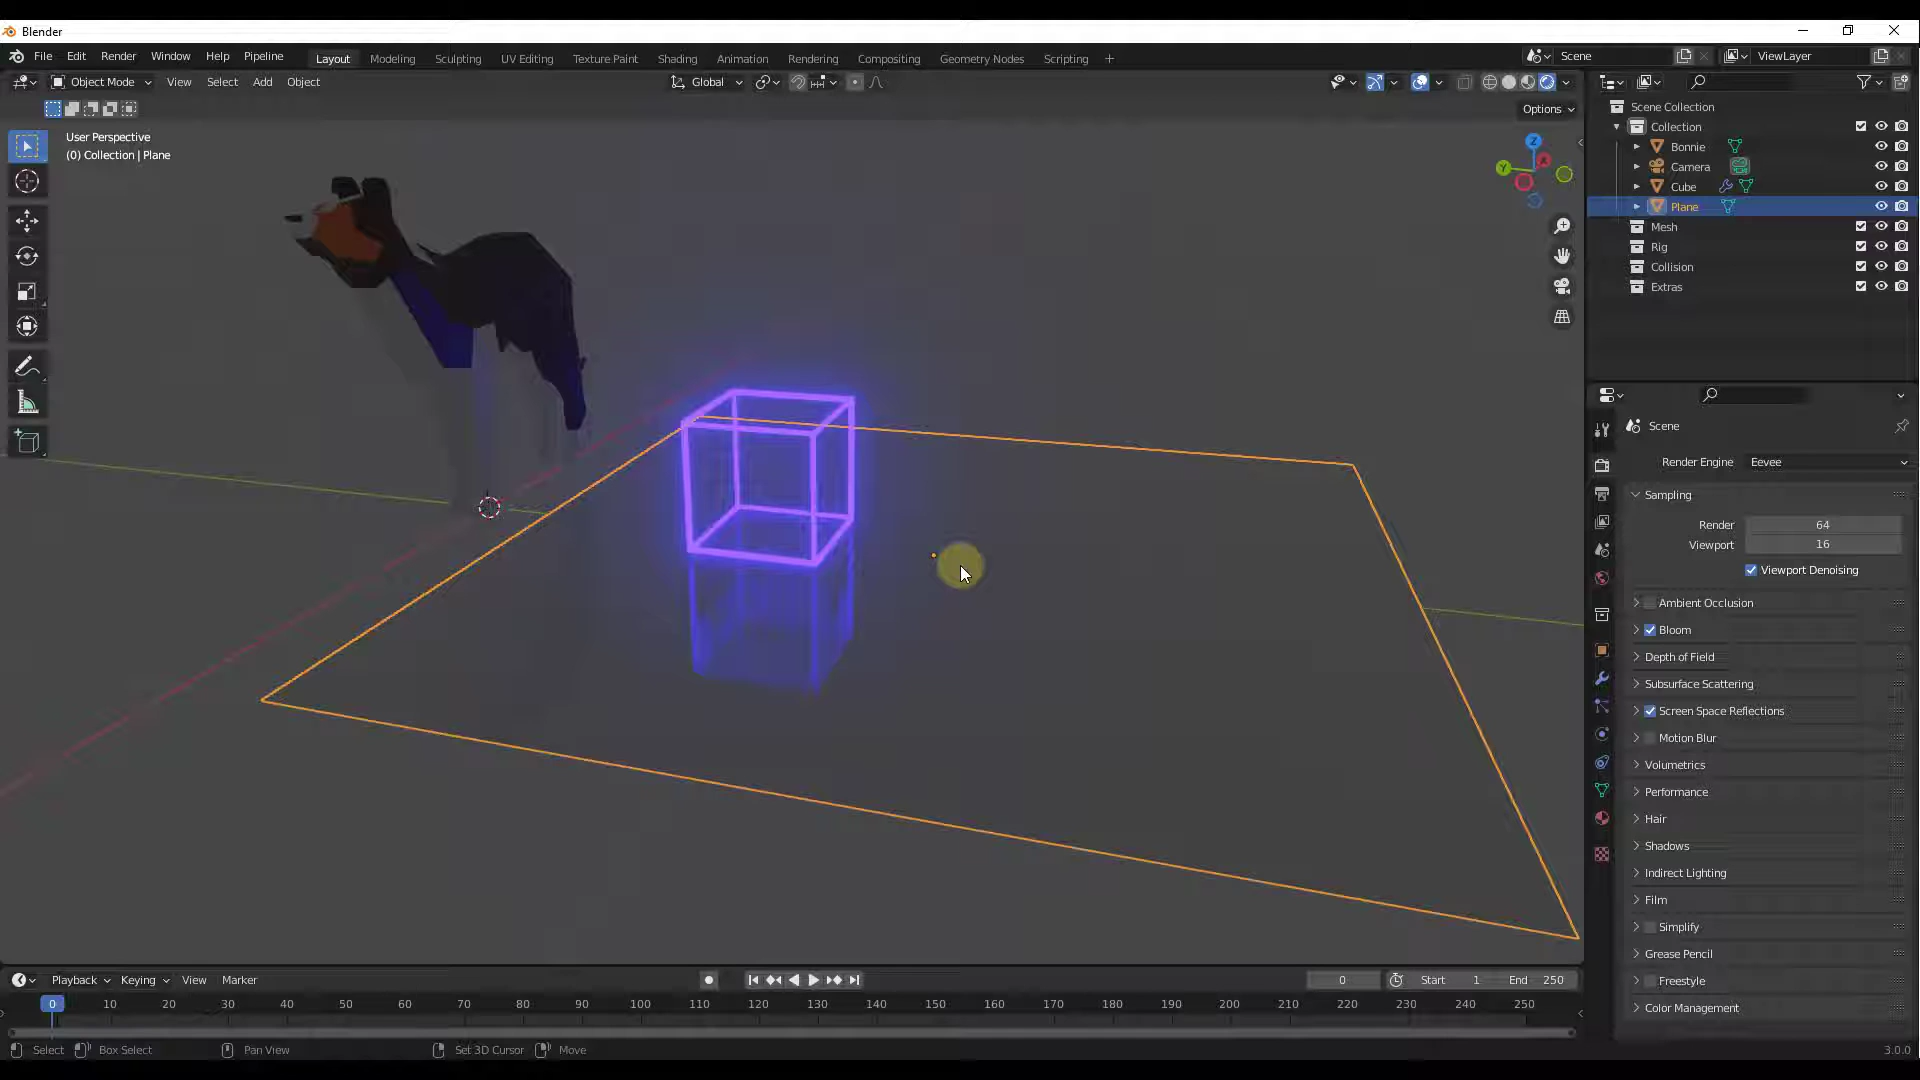 Blender
File Edit Render Window Help Pipeline Layout Modeling Sculpting UV Editing Texture Paint Shading Animation Rendering Compositing Geometry Nodes Scripting + Scene ViewLayer
Object Mode View Select Add Object Global
Options
User Perspective
(0) Collection | Plane
Z
Y
X
Scene Collection
Collection
Bonnie
Camera
Cube
Plane
Mesh
Rig
Collision
Extras
Scene
Render Engine Eevee
Sampling
Render 64
Viewport 16
Viewport Denoising
Ambient Occlusion
Bloom
Depth of Field
Subsurface Scattering
Screen Space Reflections
Motion Blur
Volumetrics
Performance
Hair
Shadows
Indirect Lighting
Film
Simplify
Grease Pencil
Freestyle
Color Management
Playback Keying View Marker 0 Start 1 End 250
0 10 20 30 40 50 60 70 80 90 100 110 120 130 140 150 160 170 180 190 200 210 220 230 240 250
Select Box Select Pan View Set 3D Cursor Move 3.0.0